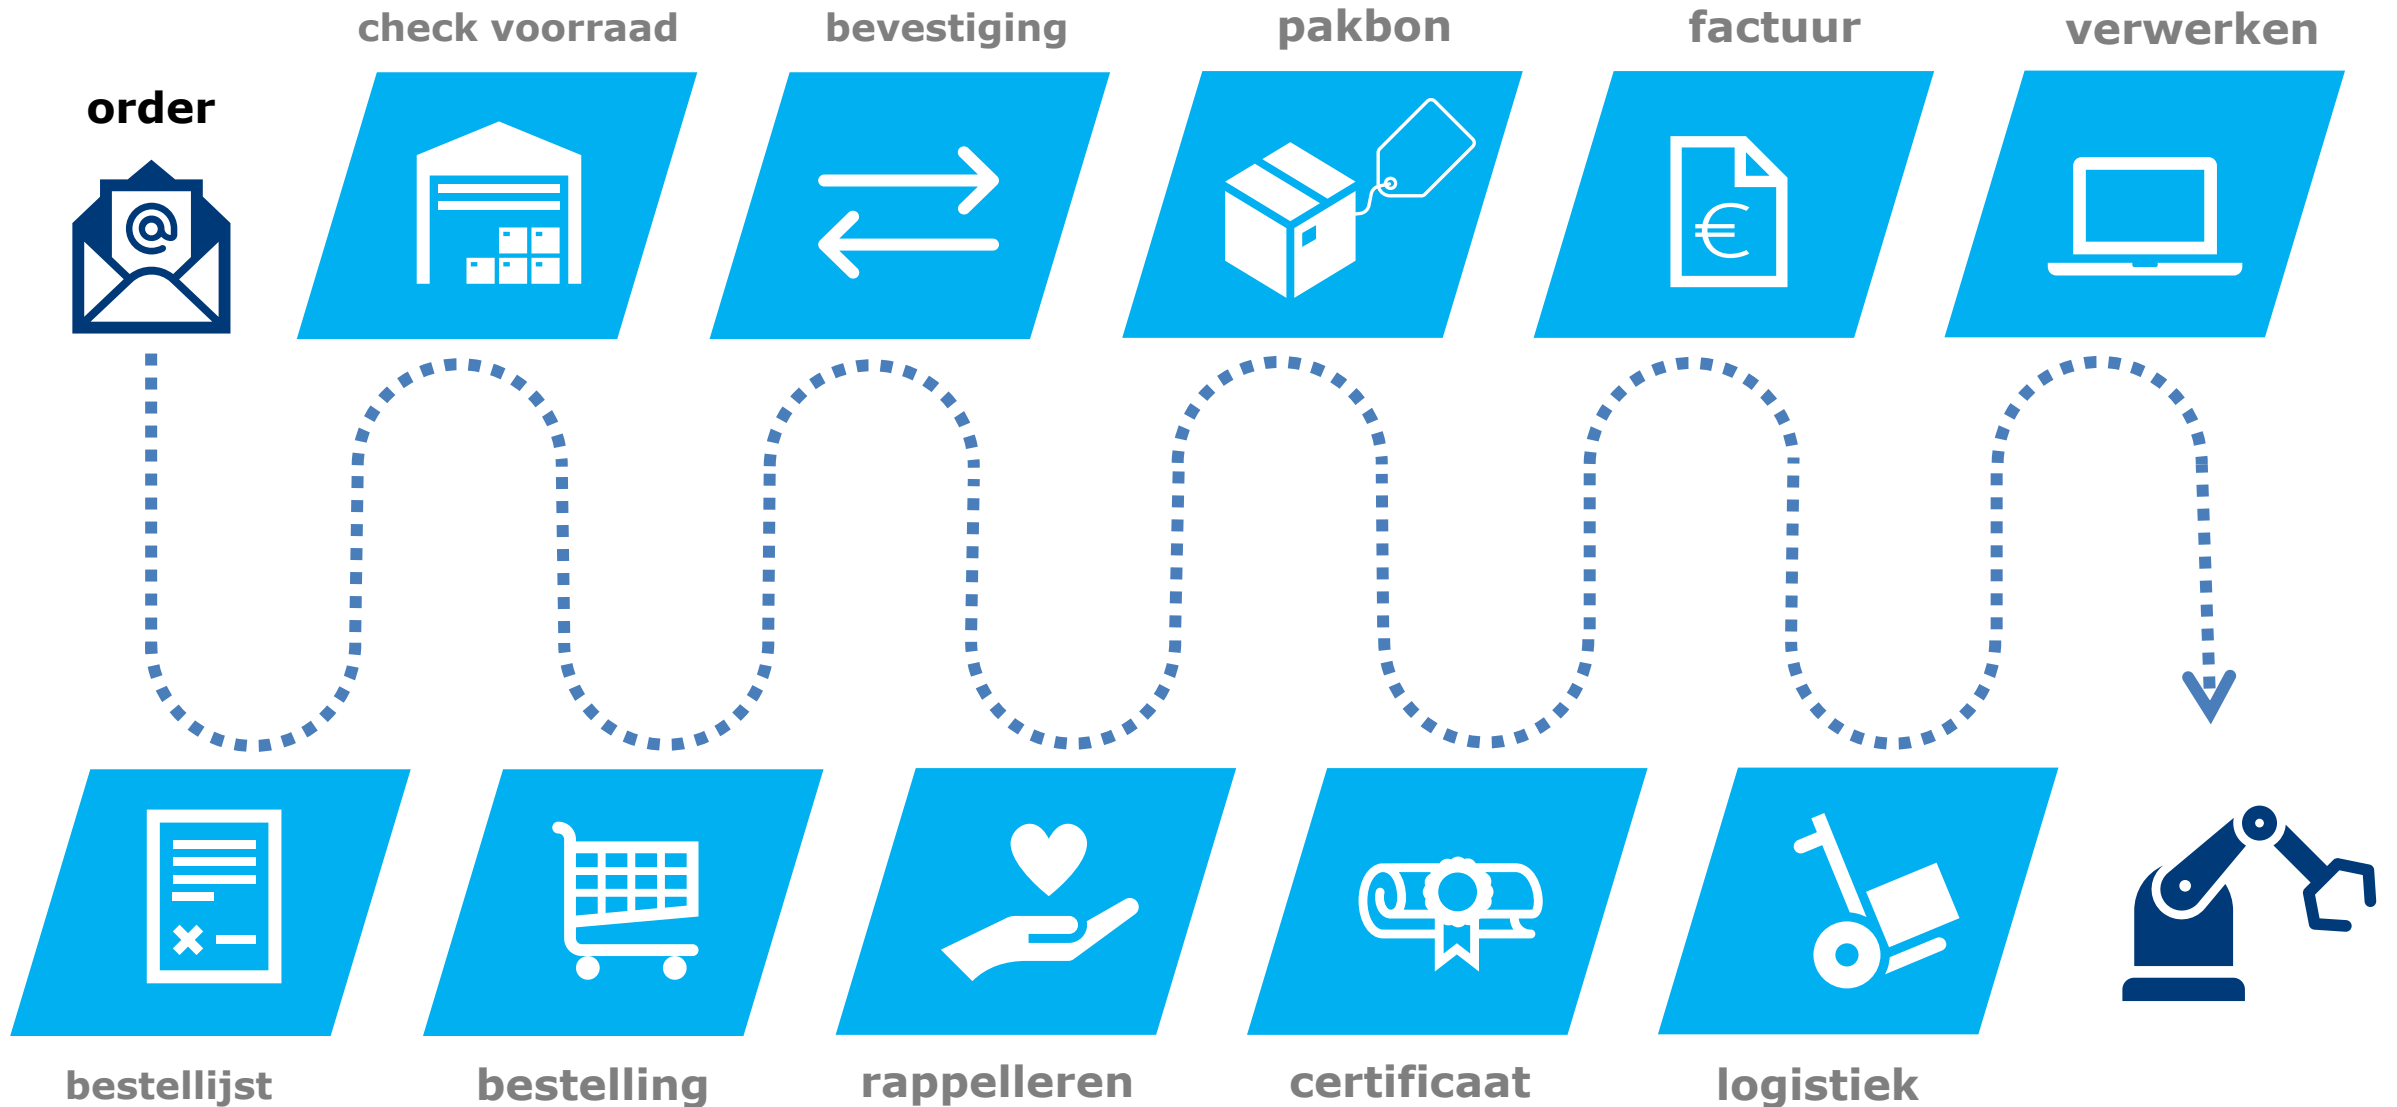 check voorraad
bevestiging
pakbon
factuur
verwerken
order
@
€
bestellijst
bestelling
rappelleren
certificaat
logistiek